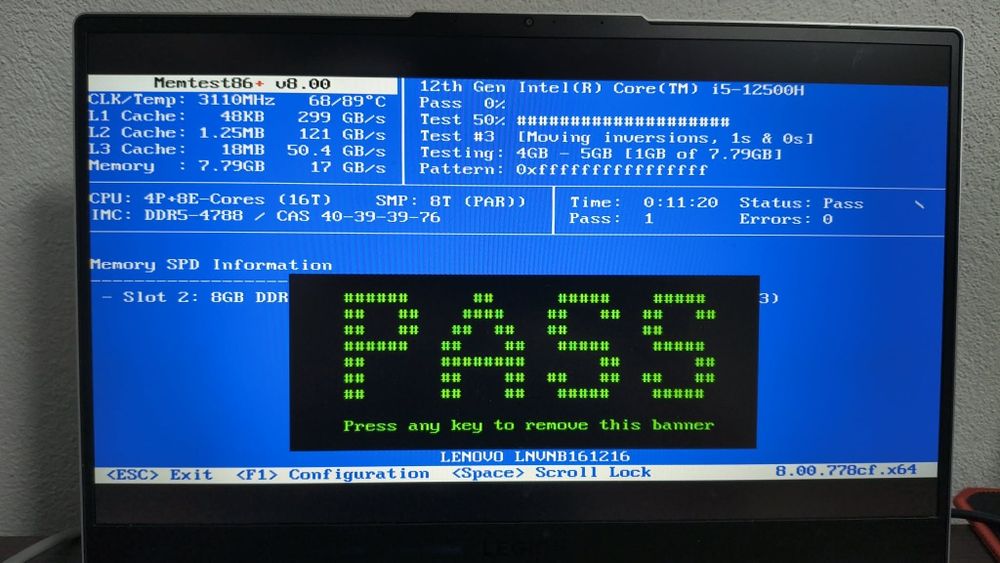 Memtest86+ v8.00
CLK/Temp: 3110MHz 68/89°C
L1 Cache: 48KB 299 GB/s
L2 Cache: 1.25MB 121 GB/s
L3 Cache: 18MB 50.4 GB/s
Memory : 7.79GB 17 GB/s
12th Gen Intel(R) Core(TM) i5-12500H
Pass 0%
Test 50% ####################
Test #3 [Moving inversions, 1s & 0s]
Testing: 4GB - 5GB [1GB of 7.79GB]
Pattern: 0xffffffffffffffff
CPU: 4P+8E-Cores (16T) SMP: 8T (PAR))
IMC: DDR5-4788 / CAS 40-39-39-76
Time: 0:11:20 Status: Pass \
Pass: 1 Errors: 0
Memory SPD Information
- Slot 2: 8GB DDR 3)
PASS
Press any key to remove this banner
LENOVO LNVNB161216
<ESC> Exit <F1> Configuration <Space> Scroll Lock 8.00.778cf.x64